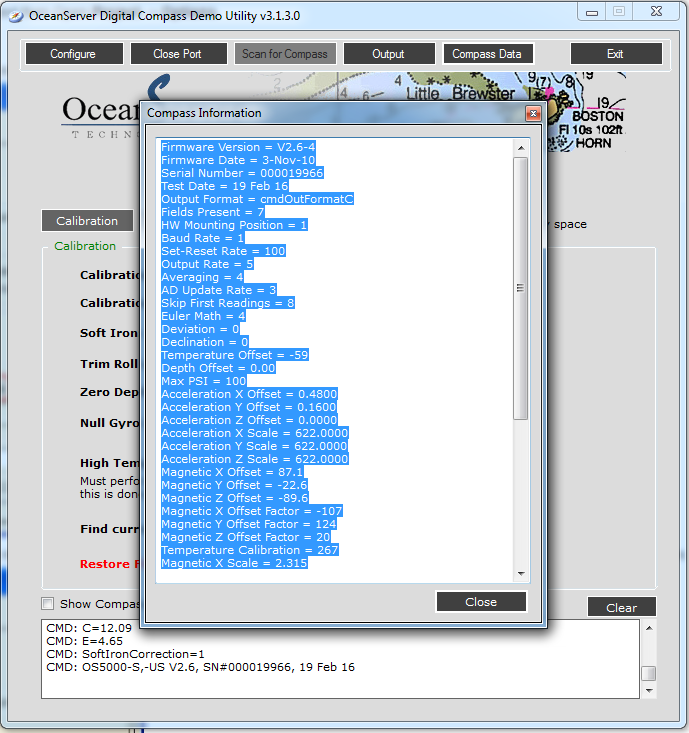 OceanServer Digital Compass Demo Utility v3.1.3.0
Configure Close Port Scan for Compass Output Compass Data Exit
Little Brewster
4
4
9(7)
8
19
BOSTON
Fl 10s 102ft
HORN
Ocean S
TECHN
Compass Information
Firmware Version = V2.6-4
Firmware Date = 3-Nov-10
Serial Number = 000019966
Test Date = 19 Feb 16
Output Format = cmdOutFormatC
Fields Present = 7
HW Mounting Position = 1
Baud Rate = 1
Set-Reset Rate = 100
Output Rate = 5
Averaging = 4
AD Update Rate = 3
Skip First Readings = 8
Euler Math = 4
Deviation = 0
Declination = 0
Temperature Offset = -59
Depth Offset = 0.00
Max PSI = 100
Acceleration X Offset = 0.4800
Acceleration Y Offset = 0.1600
Acceleration Z Offset = 0.0000
Acceleration X Scale = 622.0000
Acceleration Y Scale = 622.0000
Acceleration Z Scale = 622.0000
Magnetic X Offset = 87.1
Magnetic Y Offset = -22.6
Magnetic Z Offset = -89.6
Magnetic X Offset Factor = -107
Magnetic Y Offset Factor = 124
Magnetic Z Offset Factor = 20
Temperature Calibration = 267
Magnetic X Scale = 2.315
Close
Calibration
space
Calibration
Calibratio
Calibratio
Soft Iron
Trim Roll
Zero Dep
Null Gyro
High Tem
Must perfo
this is don
Find curr
Restore F
Show Compas
Clear
CMD: C=12.09
CMD: E=4.65
CMD: SoftIronCorrection=1
CMD: OS5000-S,-US V2.6, SN#000019966, 19 Feb 16